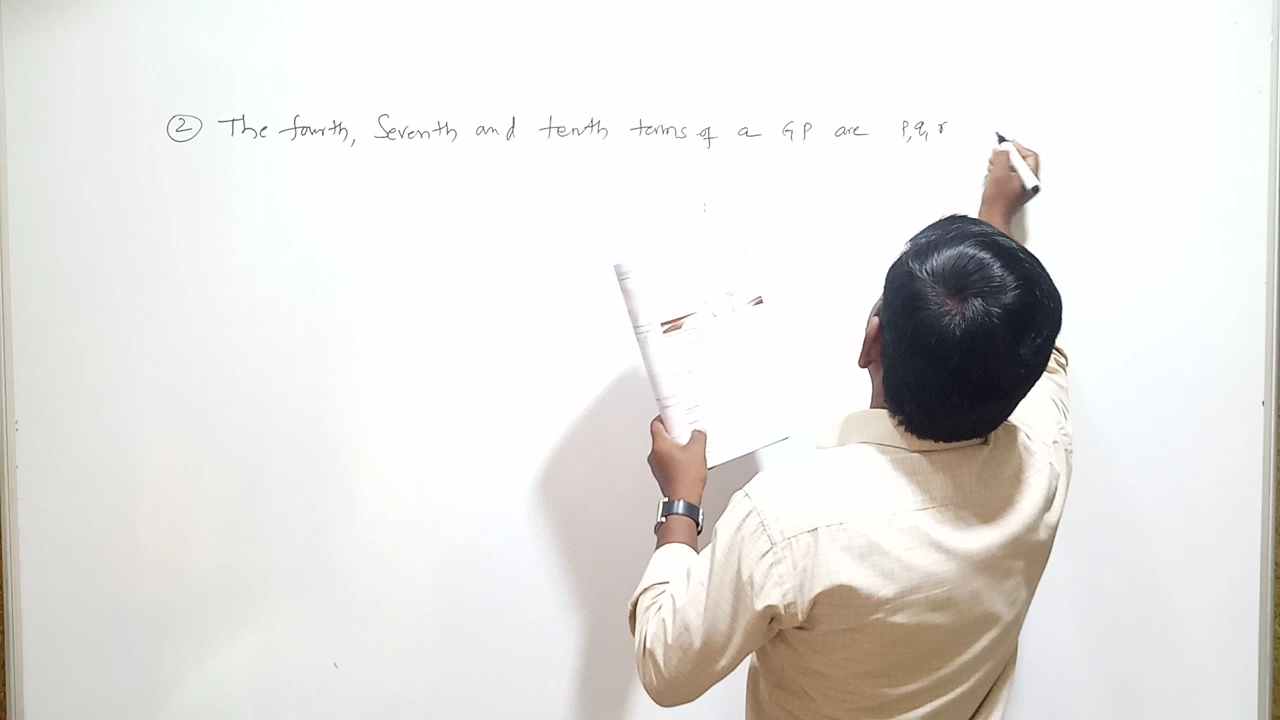 ② The fourth, Seventh and tenth terms of a GP are p, q, r